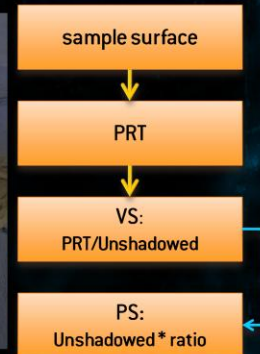 sample surface
PRT
VS:
PRT/Unshadowed
PS:
Unshadowed * ratio